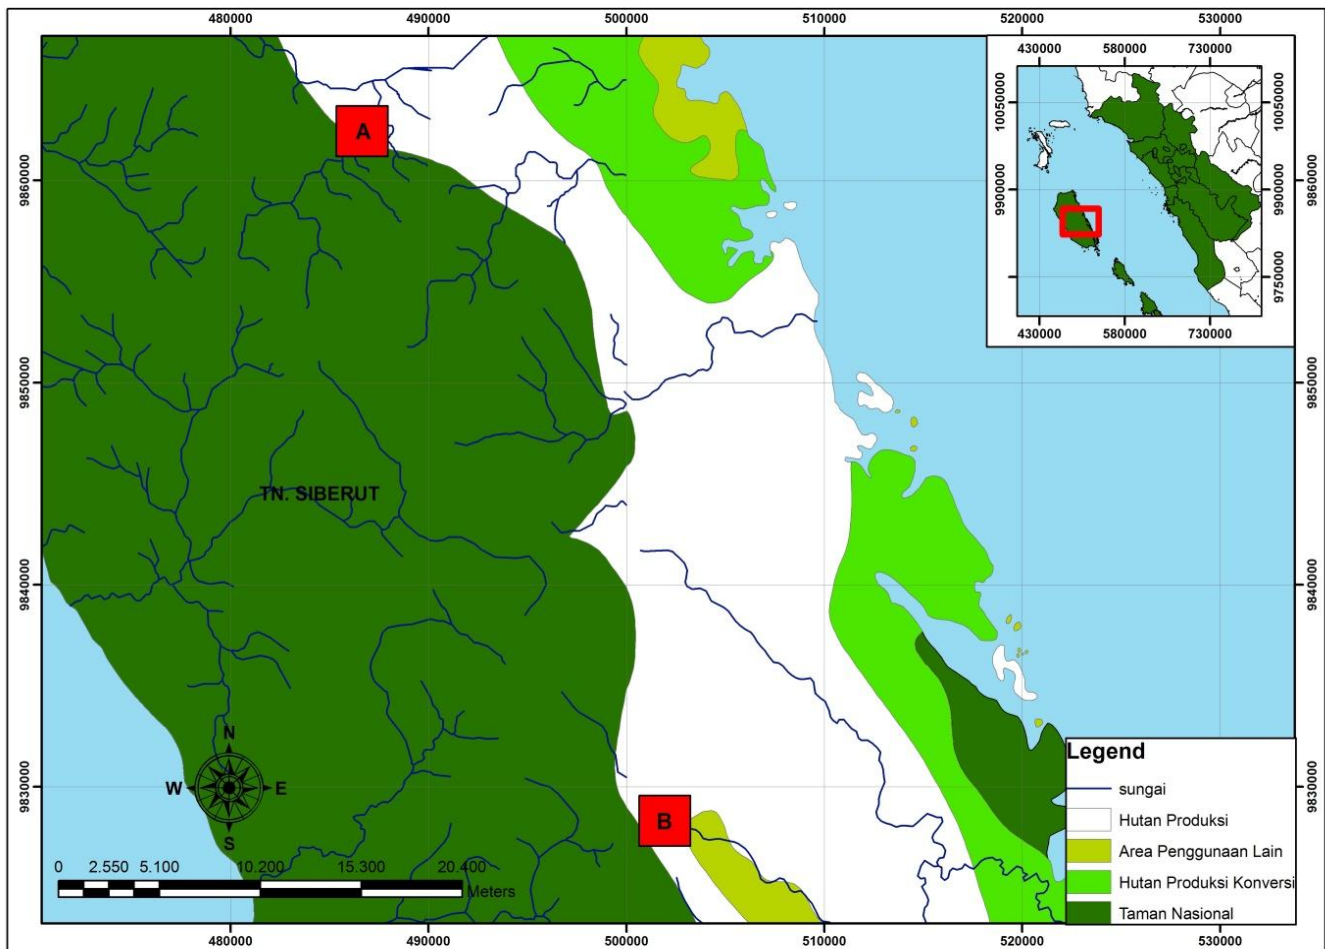 480000 490000 500000 510000 520000 530000
430000 580000 730000
10050000 10050000
9900000 9900000
9750000 9750000
430000 580000 730000
A
9860000 9860000
9850000 9850000
TN. SIBERUT
9840000 9840000
9830000 9830000
N
W E
S
B
0 2.550 5.100 10.200 15.300 20.400
Meters
Legend
sungai
Hutan Produksi
Area Penggunaan Lain
Hutan Produksi Konversi
Taman Nasional
480000 490000 500000 510000 520000 530000